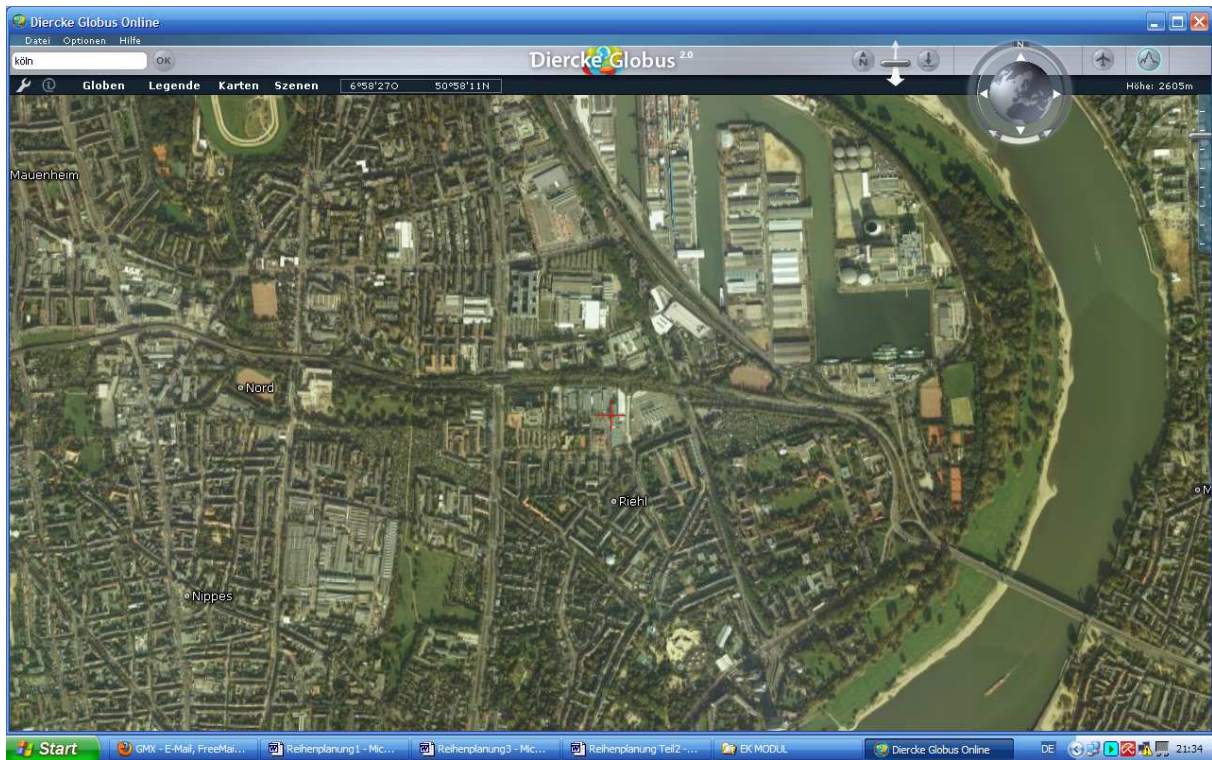 Diercke Globus Online
Datei Optionen Hilfe
köln OK
Diercke Globus 2.0
N
N
Globen Legende Karten Szenen 6°58'27O 50°58'11N
Höhe: 2605m
Mauenheim
Nord
Riehl
M
Nippes
Start GMX - E-Mail, FreeMai... Reihenplanung1 - Mic... Reihenplanung3 - Mic... Reihenplanung Teil2 -... EK MODUL Diercke Globus Online DE 21:34